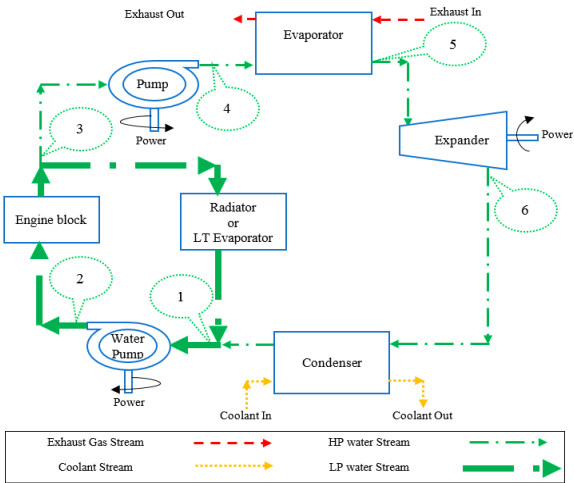 Exhaust Out
Exhaust In
Evaporator
5
Pump
4
Power
3
Expander
Power
Engine block
Radiator
or
LT Evaporator
6
2
1
Water
Pump
Condenser
Power
Coolant In
Coolant Out
Exhaust Gas Stream
HP water Stream
Coolant Stream
LP water Stream